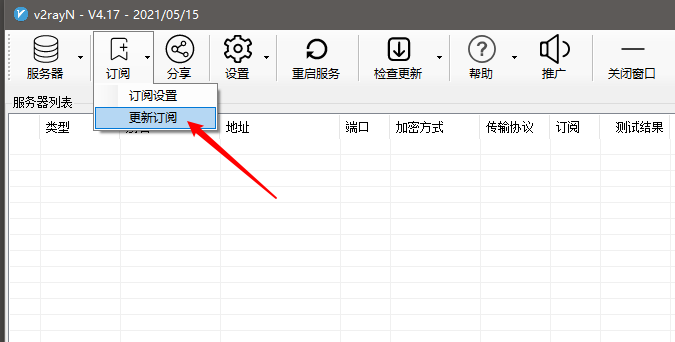 v2rayN - V4.17 - 2021/05/15
服务器 订阅 分享 设置 重启服务 检查更新 帮助 推广 关闭窗口
订阅设置
服务器列表
更新订阅
类型 地址 端口 加密方式 传输协议 订阅 测试结果